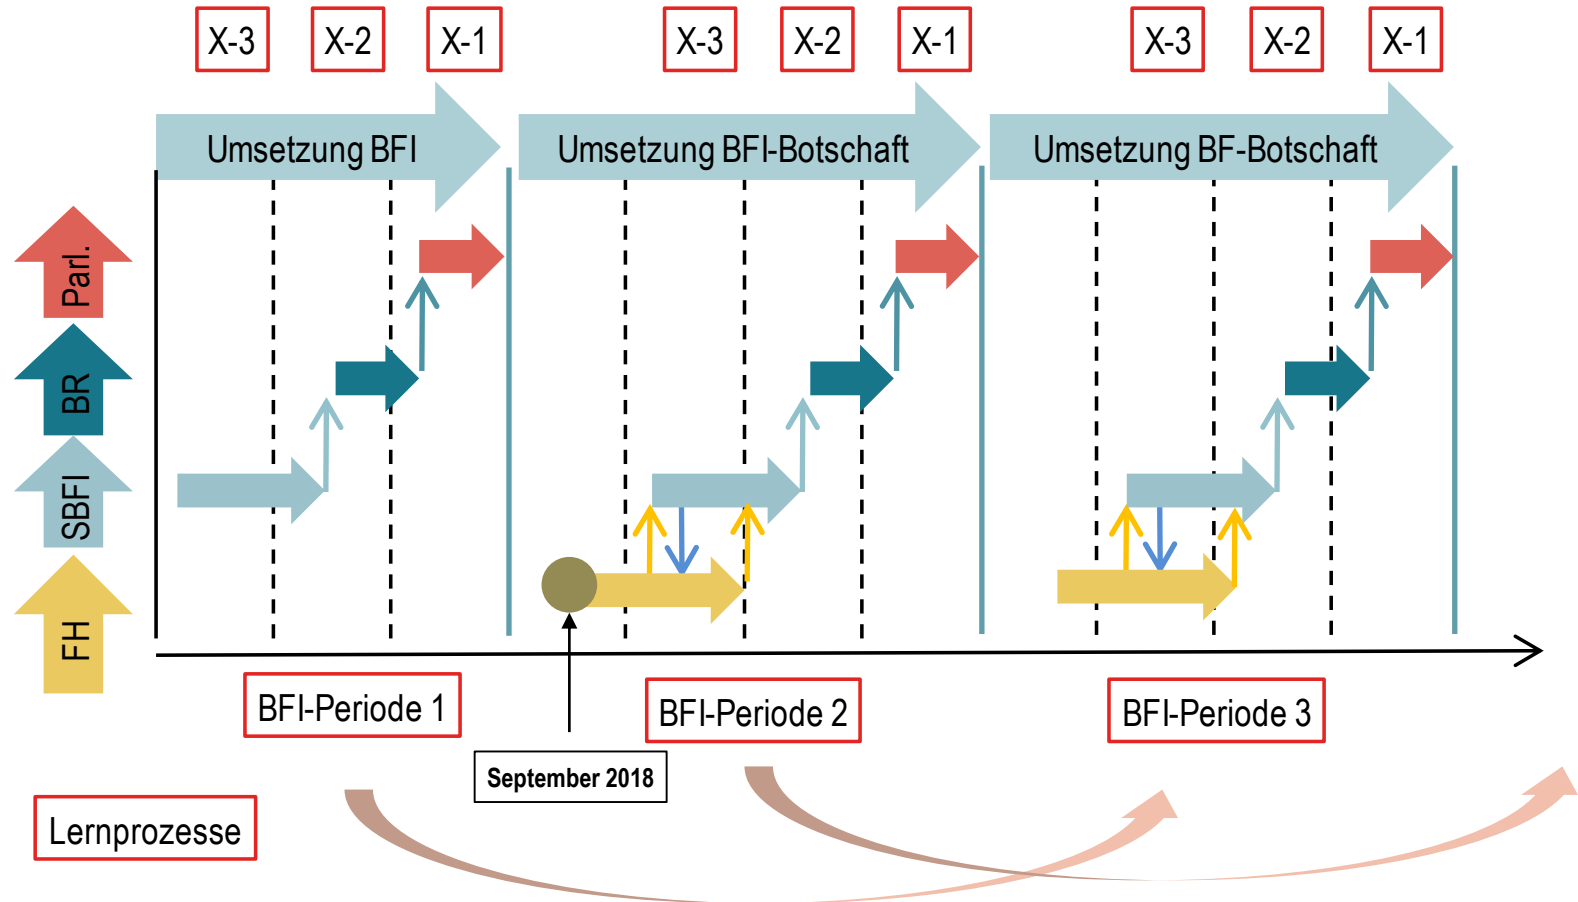 X-3
X-2
X-1
X-3
X-2
X-1
X-3
X-2
X-1
Umsetzung BFI
Umsetzung BFI-Botschaft
Umsetzung BF-Botschaft
Parl.
BR
SBFI
FH
BFI-Periode 1
BFI-Periode 2
BFI-Periode 3
September 2018
Lernprozesse